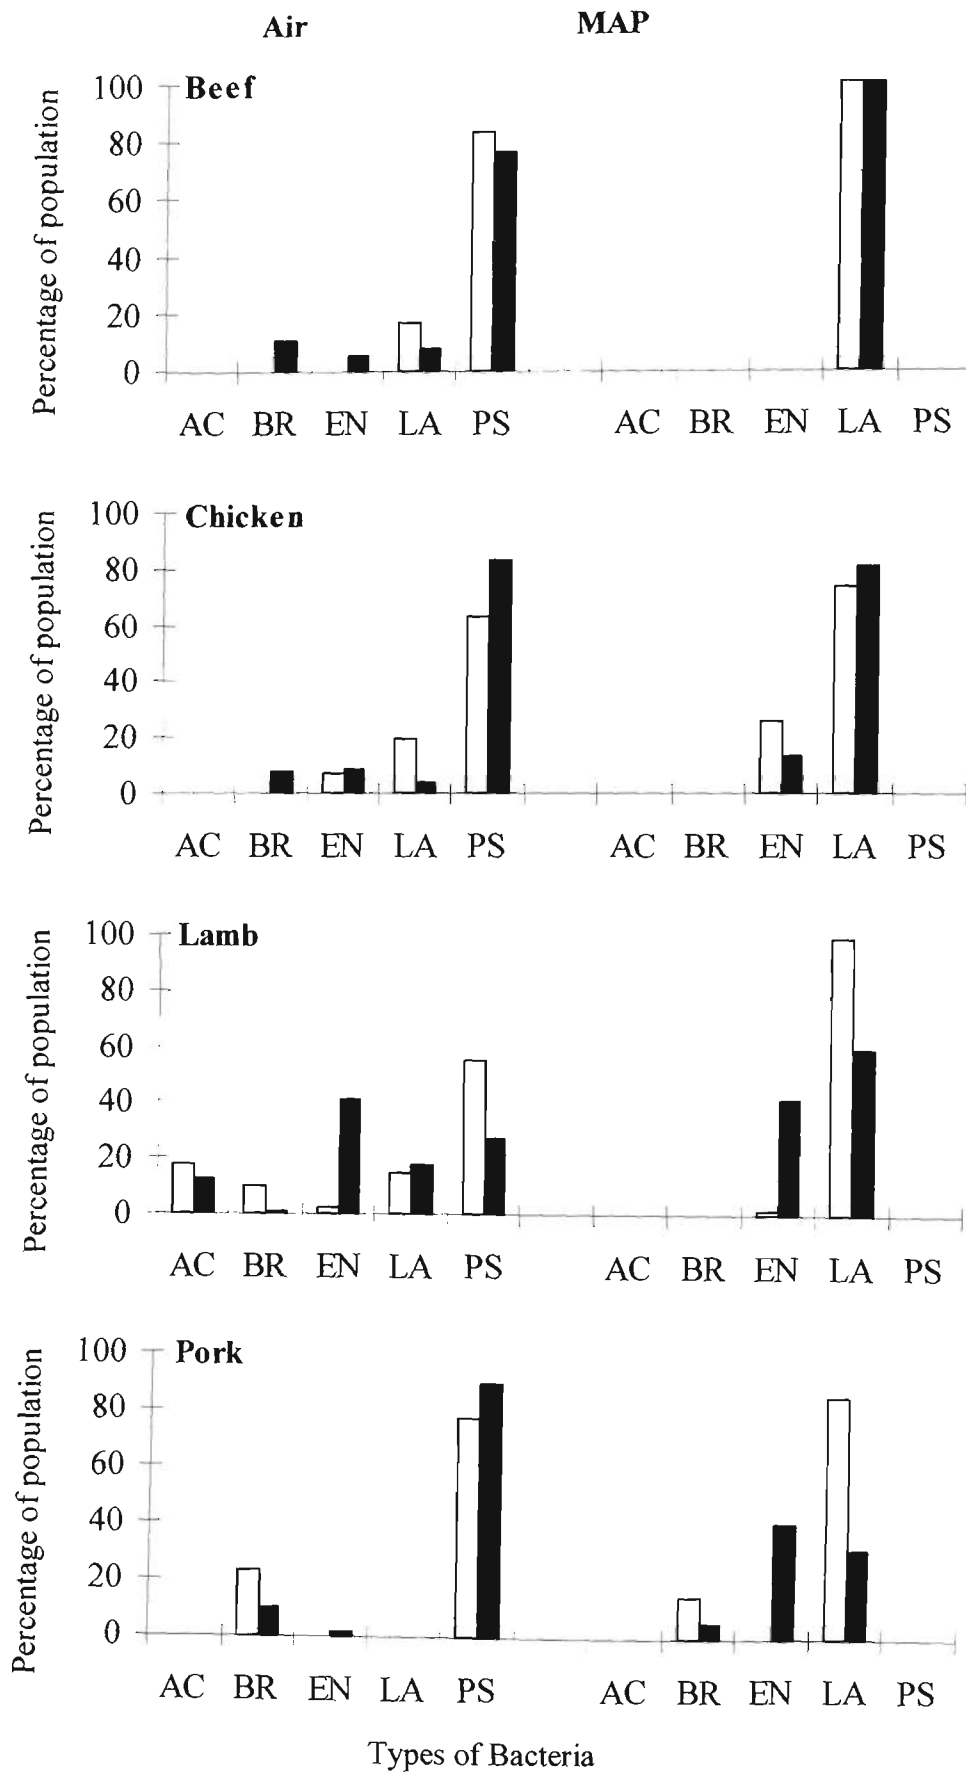 Air MAP
Percentage of population
100 Beef
80
60
40
20
0
AC BR EN LA PS AC BR EN LA PS
Percentage of population
100 Chicken
80
60
40
20
0
AC BR EN LA PS AC BR EN LA PS
Percentage of population
100 Lamb
80
60
40
20
0
AC BR EN LA PS AC BR EN LA PS
Percentage of population
100 Pork
80
60
40
20
0
AC BR EN LA PS AC BR EN LA PS
Types of Bacteria